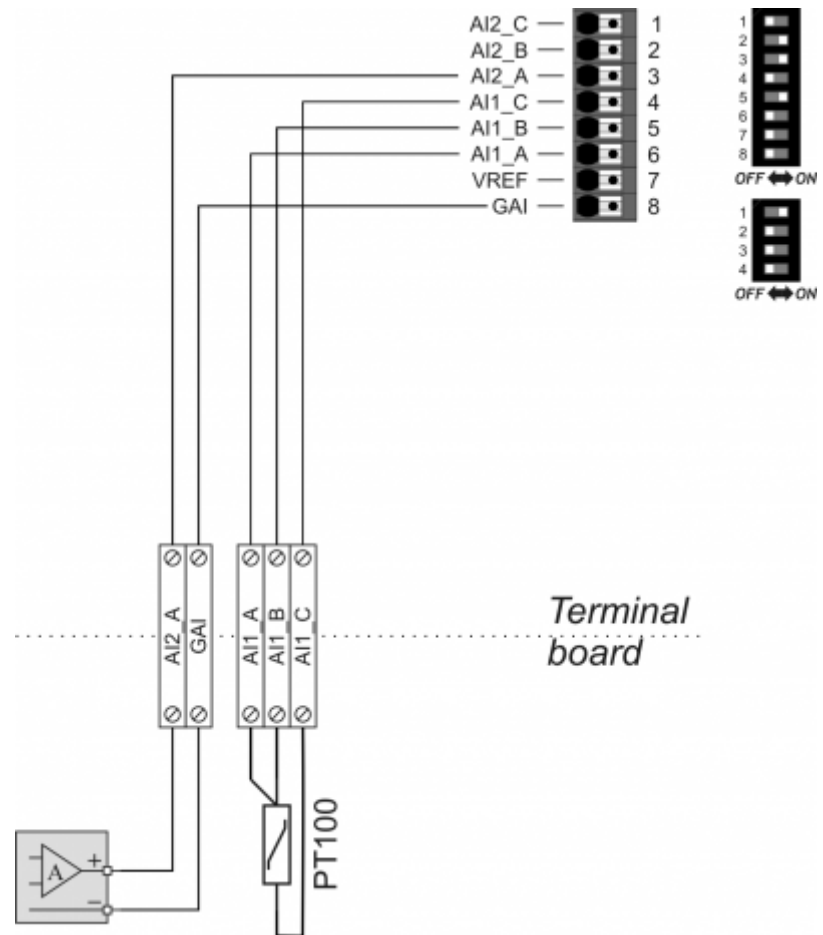 AI2_C 1
AI2_B 2
AI2_A 3
AI1_C 4
AI1_B 5
AI1_A 6
VREF 7
GAI 8
1
2
3
4
5
6
7
8
OFF ON
1
2
3
4
OFF ON
AI2_A
GAI
AI1_A
AI1_B
AI1_C
Terminal
board
PT100
A
+
−